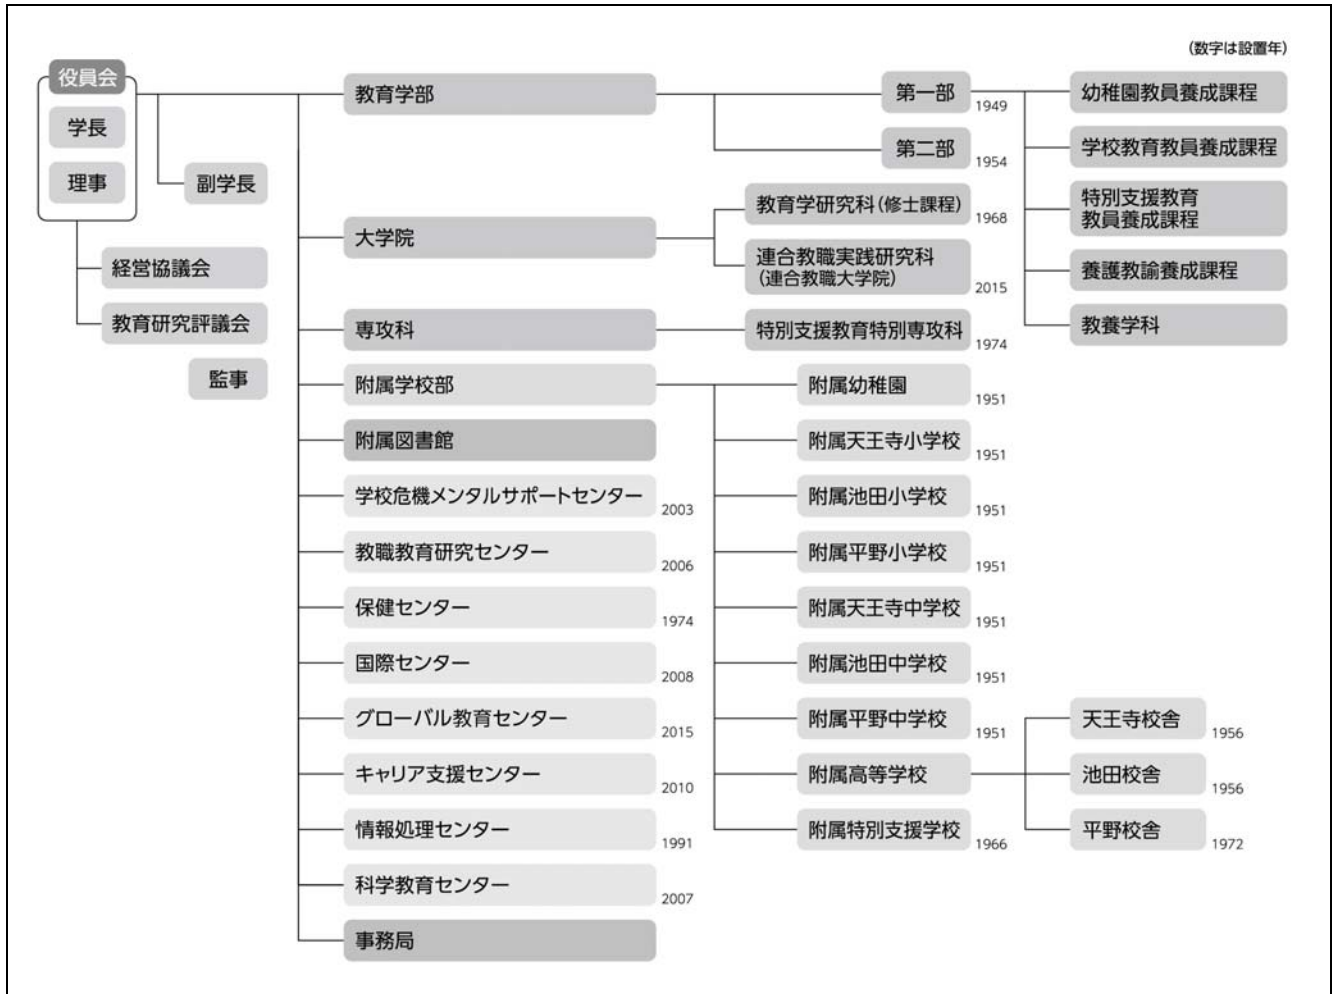 (数字は設置年)
役員会
学長
理事
副学長
経営協議会
教育研究評議会
監事
教育学部
第一部
1949
幼稚園教員養成課程
学校教育教員養成課程
特別支援教育
教員養成課程
養護教諭養成課程
教養学科
第二部
1954
大学院
教育学研究科(修士課程)
1968
連合教職実践研究科
(連合教職大学院)
2015
専攻科
特別支援教育特別専攻科
1974
附属学校部
附属幼稚園
1951
附属天王寺小学校
1951
附属池田小学校
1951
附属平野小学校
1951
附属天王寺中学校
1951
附属池田中学校
1951
附属平野中学校
1951
附属高等学校
天王寺校舎
1956
池田校舎
1956
平野校舎
1972
附属特別支援学校
1966
附属図書館
学校危機メンタルサポートセンター
2003
教職教育研究センター
2006
保健センター
1974
国際センター
2008
グローバル教育センター
2015
キャリア支援センター
2010
情報処理センター
1991
科学教育センター
2007
事務局